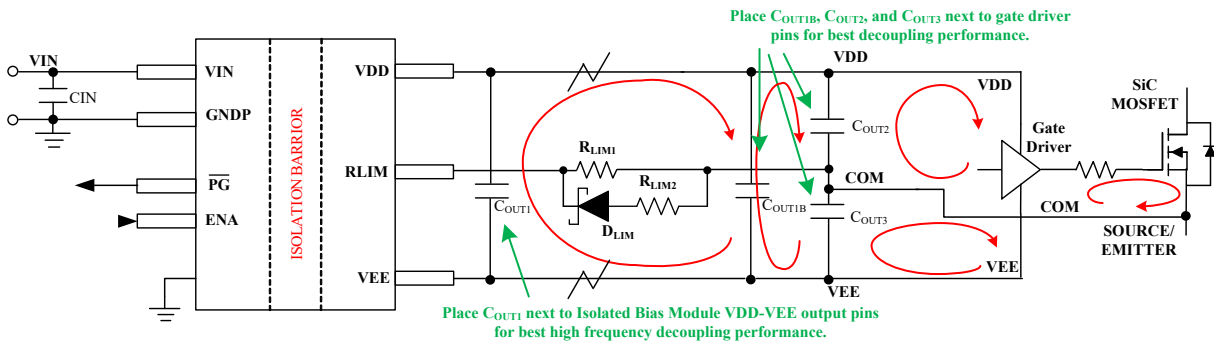 Place COUT1B, COUT2, and COUT3 next to gate driver
pins for best decoupling performance.
VIN
CIN
VIN
GNDP
PG
ENA
ISOLATION BARRIOR
VDD
RLIM
VEE
COUT1
RLIM1
RLIM2
DLIM
COUT1B
VDD
COUT2
COM
COUT3
VEE
VDD
Gate
Driver
SiC
MOSFET
COM
SOURCE/
EMITTER
VEE
Place COUT1 next to Isolated Bias Module VDD-VEE output pins
for best high frequency decoupling performance.